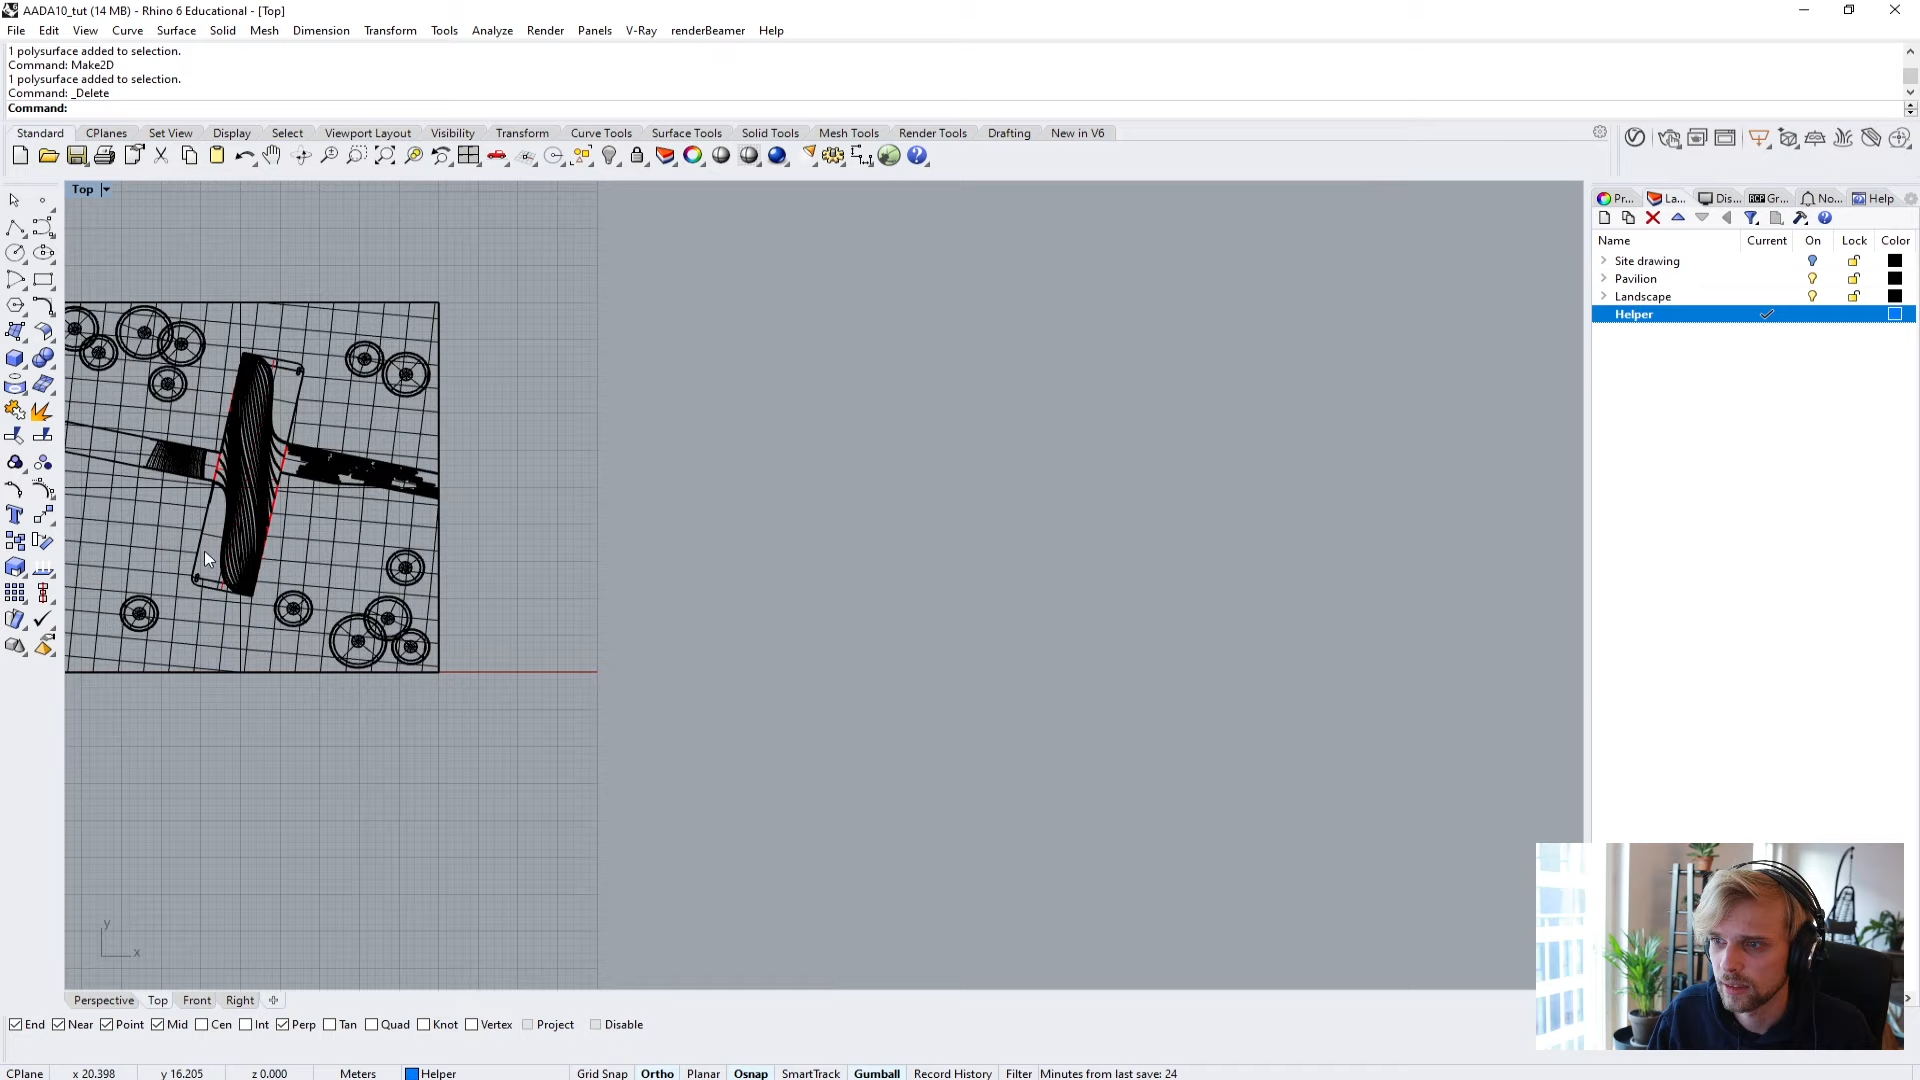 AADA10_tut (14 MB) - Rhino 6 Educational - [Top]
File Edit View Curve Surface Solid Mesh Dimension Transform Tools Analyze Render Panels V-Ray renderBeamer Help
1 polysurface added to selection.
Command: Make2D
1 polysurface added to selection.
Command: _Delete
Command:
Standard CPlanes Set View Display Select Viewport Layout Visibility Transform Curve Tools Surface Tools Solid Tools Mesh Tools Render Tools Drafting New in V6
Top
Pr... La... Dis... Gr... No... Help
Name Current On Lock Color
Site drawing
Pavilion
Landscape
Helper
y
x
Perspective Top Front Right
End Near Point Mid Cen Int Perp Tan Quad Knot Vertex Project Disable
CPlane x 20.398 y 16.205 z 0.000 Meters Helper Grid Snap Ortho Planar Osnap SmartTrack Gumball Record History Filter Minutes from last save: 24